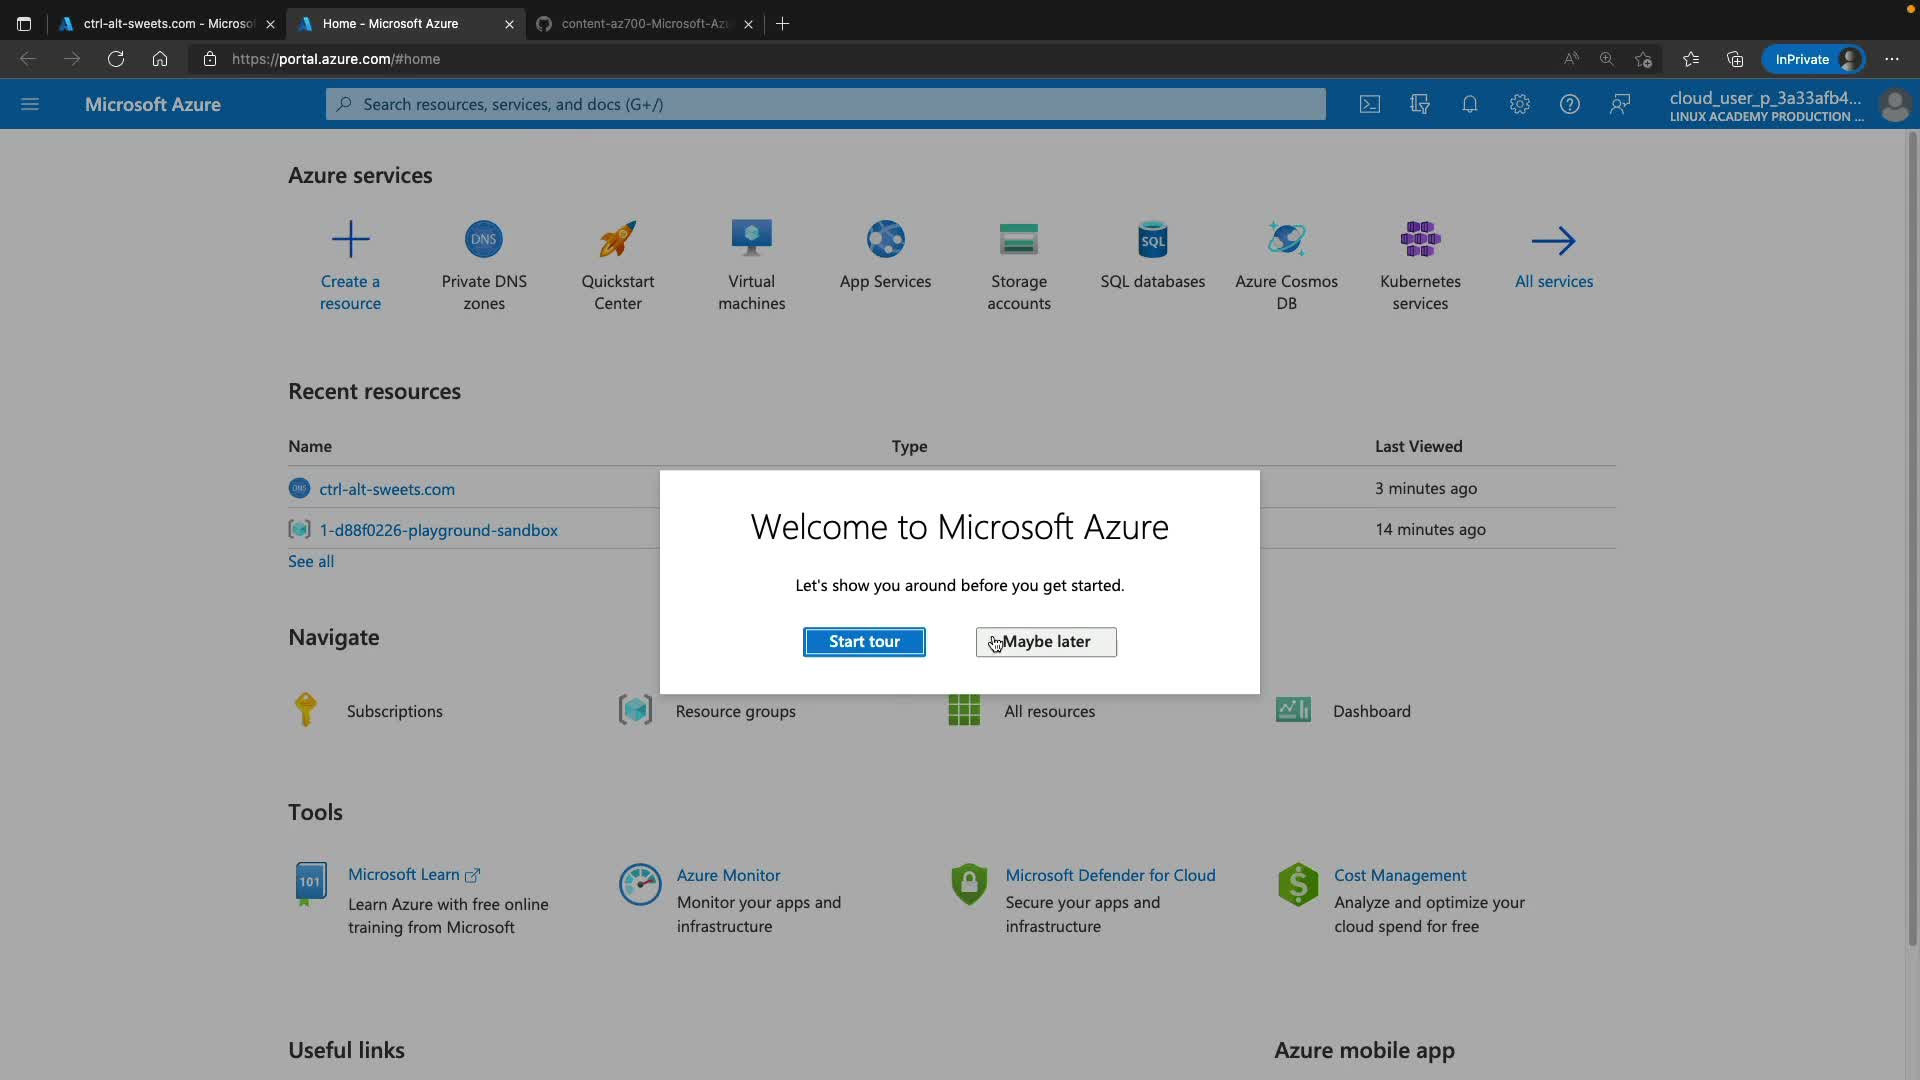 ctrl-alt-sweets.com - Microso
Home - Microsoft Azure
content-az700-Microsoft-Az
https://portal.azure.com/#home
InPrivate
Microsoft Azure
Search resources, services, and docs (G+/)
cloud_user_p_3a33afb4...
LINUX ACADEMY PRODUCTION ...
Azure services
Create a
resource
DNS
Private DNS
zones
Quickstart
Center
Virtual
machines
App Services
Storage
accounts
SQL
SQL databases
Azure Cosmos
DB
Kubernetes
services
All services
Recent resources
Name
Type
Last Viewed
DNS
ctrl-alt-sweets.com
3 minutes ago
1-d88f0226-playground-sandbox
14 minutes ago
See all
Welcome to Microsoft Azure
Let's show you around before you get started.
Start tour
Maybe later
Navigate
Subscriptions
Resource groups
All resources
Dashboard
Tools
101
Microsoft Learn
Learn Azure with free online
training from Microsoft
Azure Monitor
Monitor your apps and
infrastructure
Microsoft Defender for Cloud
Secure your apps and
infrastructure
Cost Management
Analyze and optimize your
cloud spend for free
Useful links
Azure mobile app